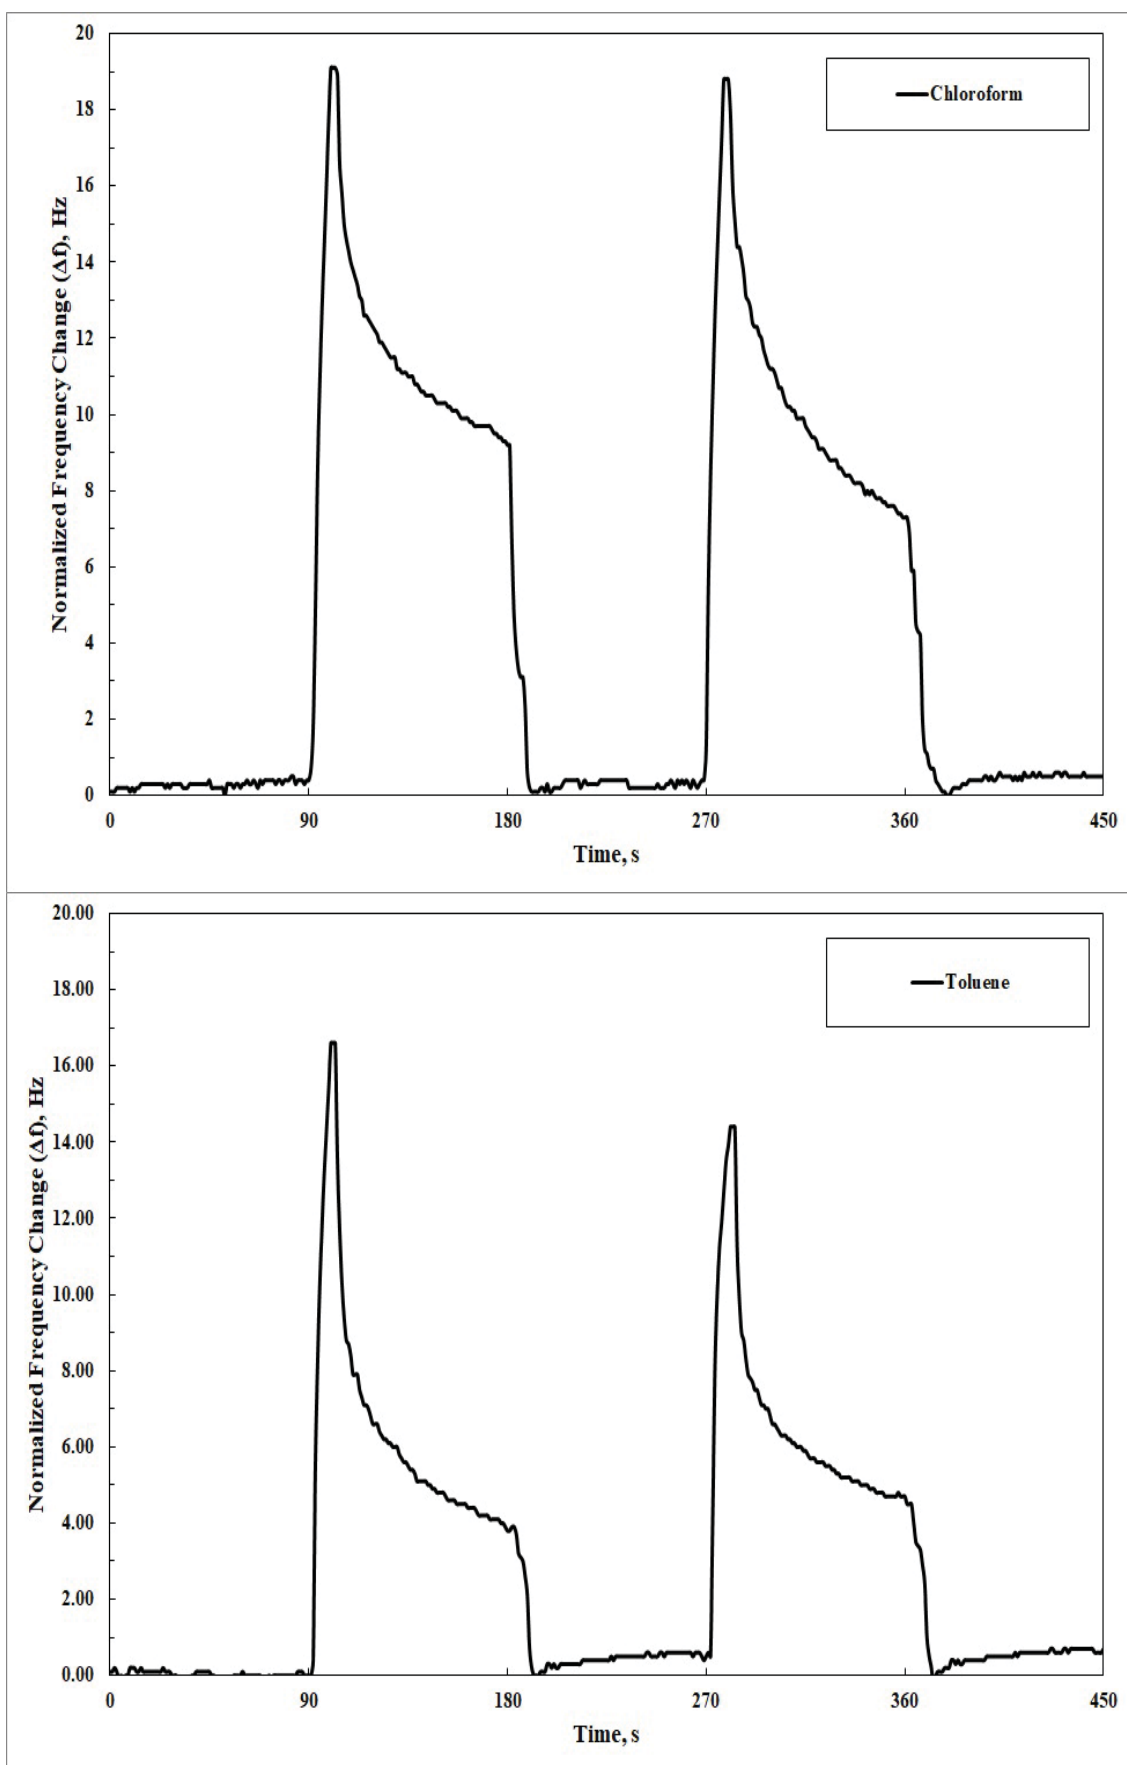 20
18
16
14
12
10
8
6
4
2
0
Normalized Frequency Change (Δf), Hz
Chloroform
0 90 180 270 360 450
Time, s
20.00
18.00
16.00
14.00
12.00
10.00
8.00
6.00
4.00
2.00
0.00
Normalized Frequency Change (Δf), Hz
Toluene
0 90 180 270 360 450
Time, s